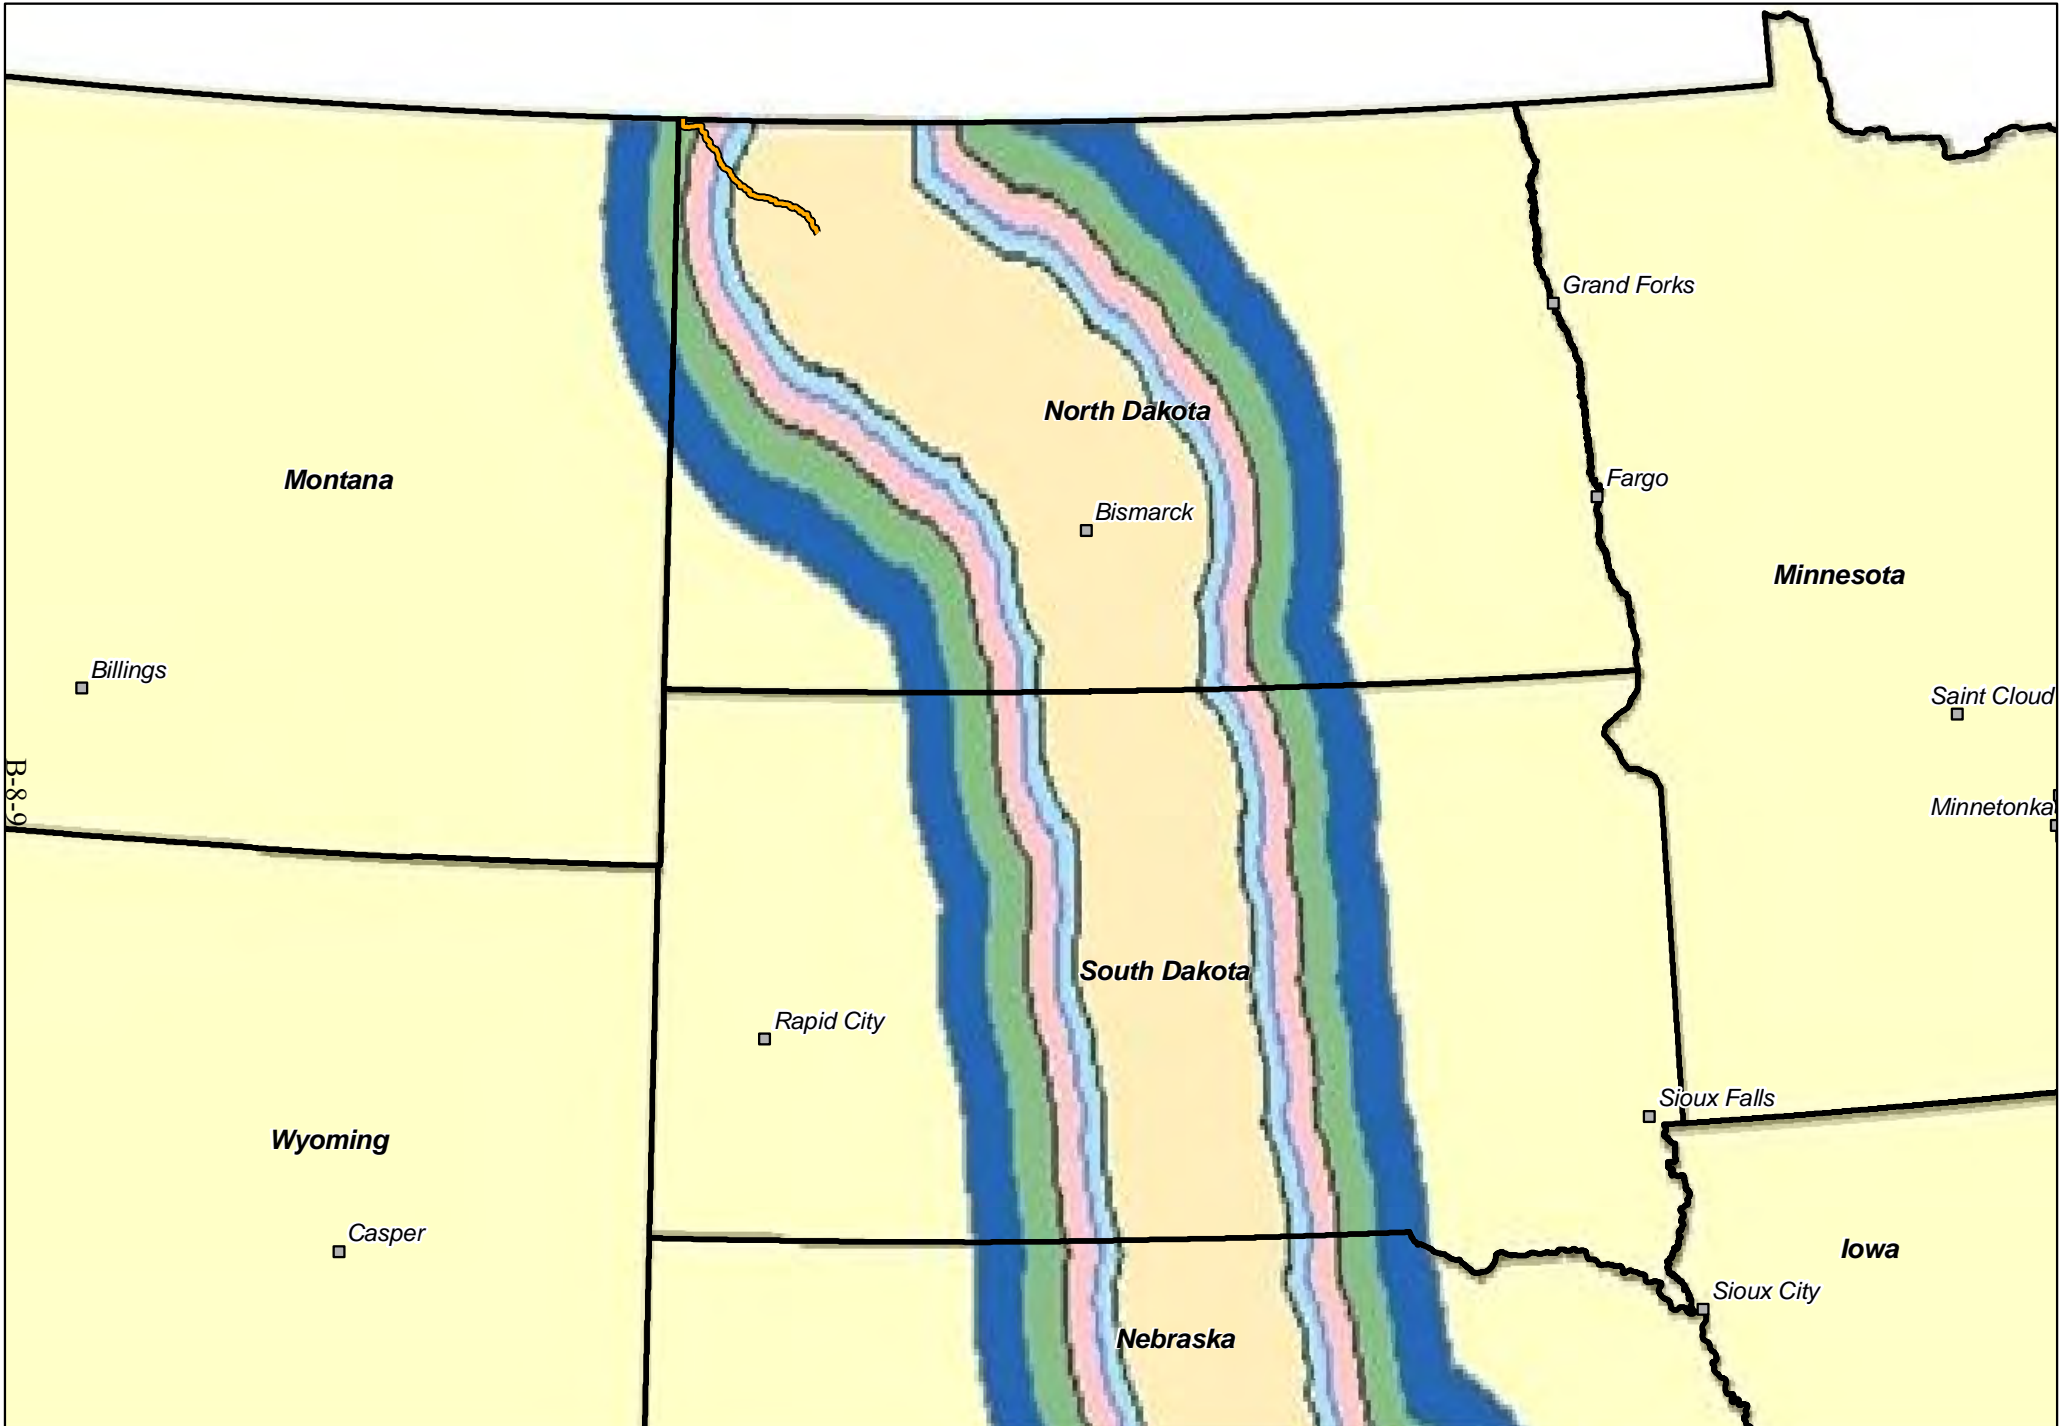 Grand Forks
North Dakota
Montana
Fargo
Bismarck
Minnesota
Billings
Saint Cloud
B-8-9
Minnetonka
South Dakota
Rapid City
Sioux Falls
Wyoming
Casper
Iowa
Sioux City
Nebraska